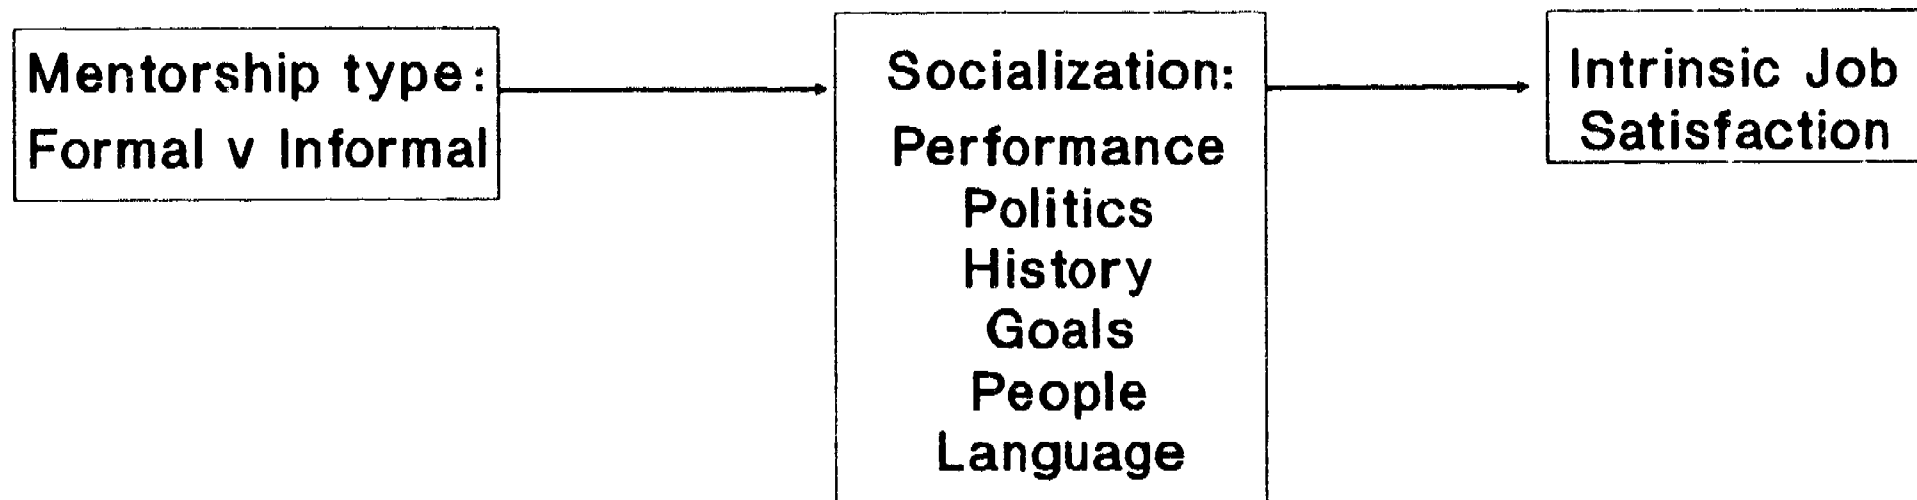 Mentorship type:
Formal v Informal
Socialization:
Performance
Politics
History
Goals
People
Language
Intrinsic Job
Satisfaction